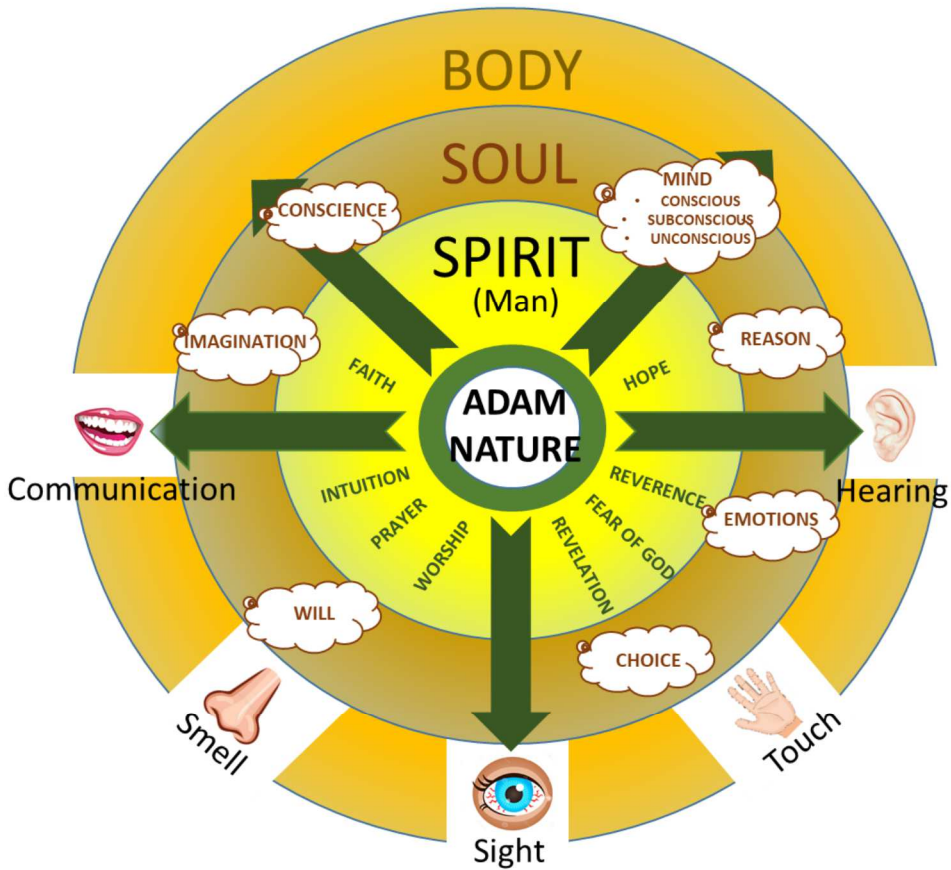 BODY
SOUL
CONSCIENCE
MIND
• CONSCIOUS
• SUBCONSCIOUS
• UNCONSCIOUS
SPIRIT
(Man)
IMAGINATION
REASON
FAITH
HOPE
ADAM
NATURE
Communication
Hearing
INTUITION
REVERENCE
PRAYER
FEAR OF GOD
WORSHIP
REVELATION
EMOTIONS
WILL
CHOICE
Smell
Touch
Sight